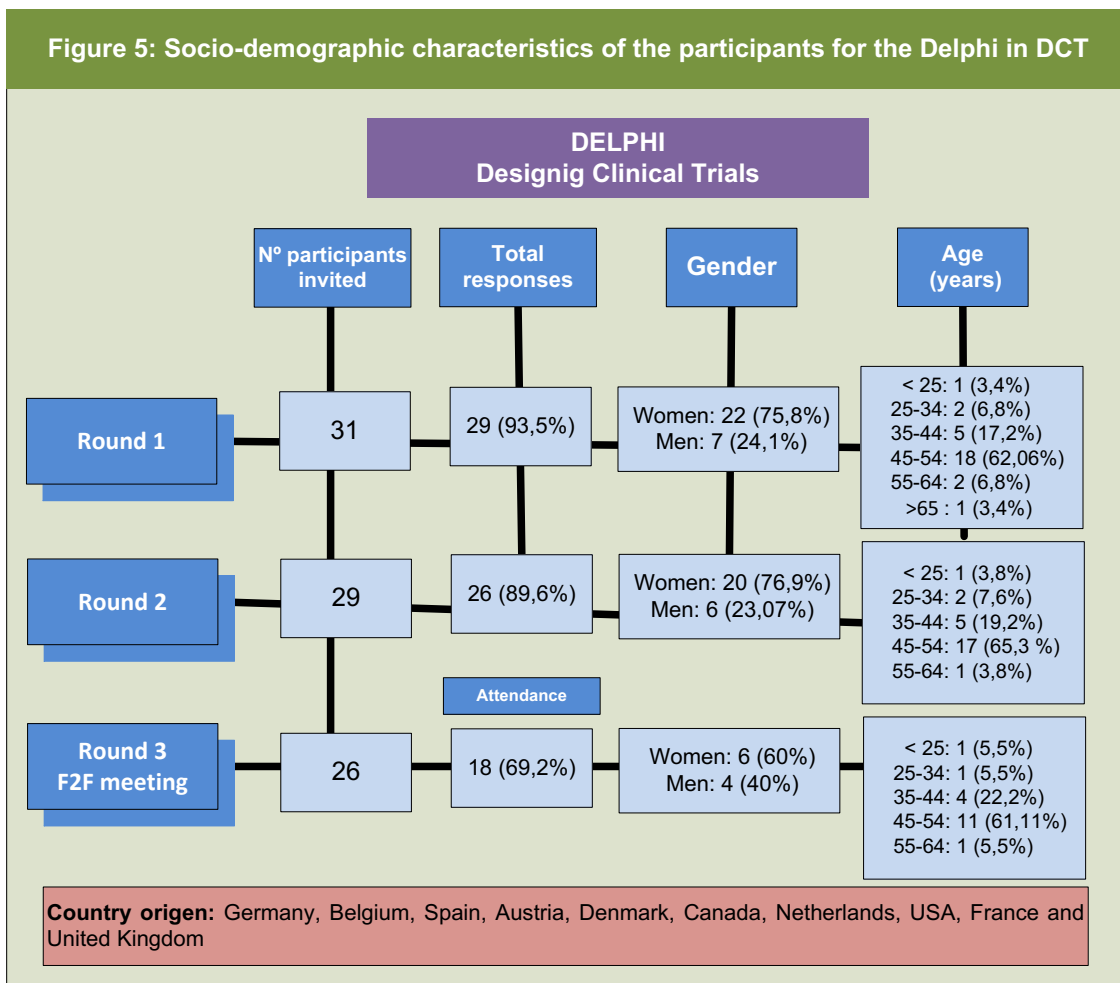 Figure 5: Socio-demographic characteristics of the participants for the Delphi in DCT
DELPHI
Designig Clinical Trials
Nº participants
invited
Total
responses
Gender
Age
(years)
Round 1
31
29 (93,5%)
Women: 22 (75,8%)
Men: 7 (24,1%)
< 25: 1 (3,4%)
25-34: 2 (6,8%)
35-44: 5 (17,2%)
45-54: 18 (62,06%)
55-64: 2 (6,8%)
>65 : 1 (3,4%)
Round 2
29
26 (89,6%)
Women: 20 (76,9%)
Men: 6 (23,07%)
< 25: 1 (3,8%)
25-34: 2 (7,6%)
35-44: 5 (19,2%)
45-54: 17 (65,3 %)
55-64: 1 (3,8%)
Attendance
Round 3
F2F meeting
26
18 (69,2%)
Women: 6 (60%)
Men: 4 (40%)
< 25: 1 (5,5%)
25-34: 1 (5,5%)
35-44: 4 (22,2%)
45-54: 11 (61,11%)
55-64: 1 (5,5%)
Country origen: Germany, Belgium, Spain, Austria, Denmark, Canada, Netherlands, USA, France and
United Kingdom